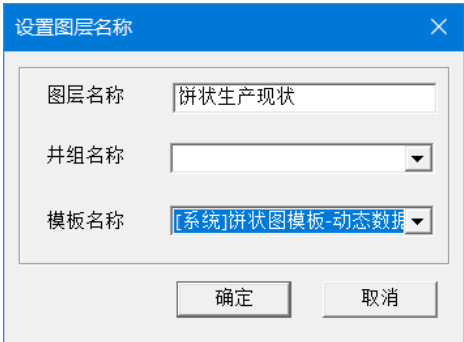 设置图层名称
图层名称 饼状生产现状
井组名称
模板名称 [系统]饼状图模板-动态数据
确定 取消